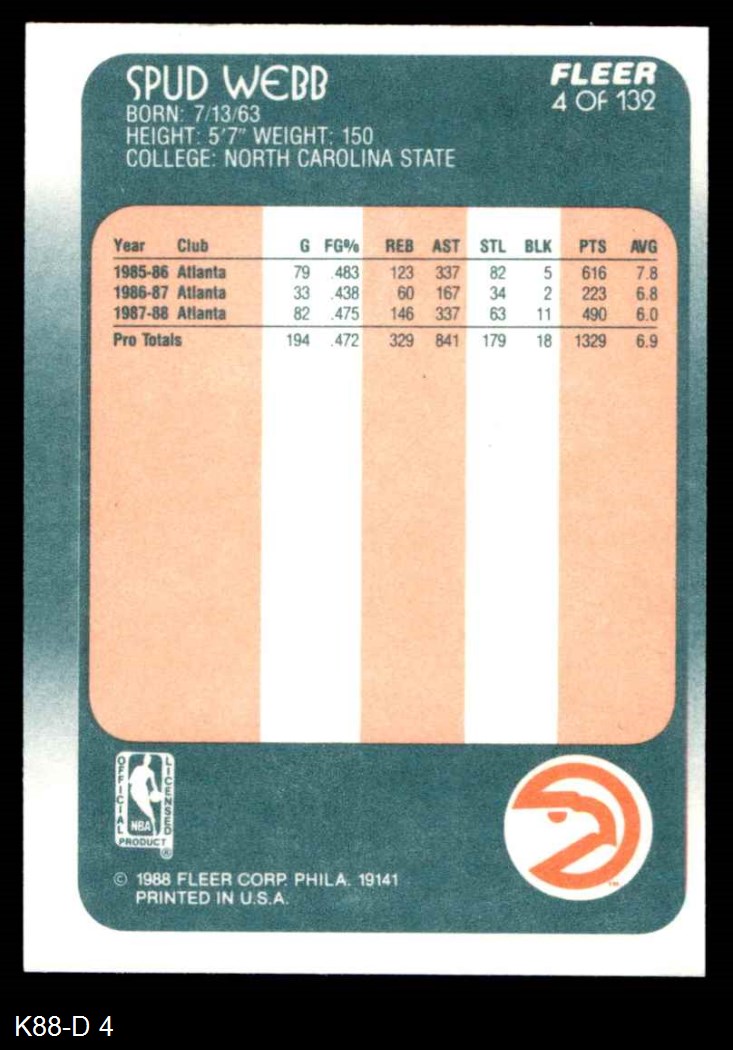 SPUD WEBB
FLEER
4 OF 132
BORN: 7/13/63
HEIGHT: 5'7" WEIGHT: 150
COLLEGE: NORTH CAROLINA STATE
Year Club G FG% REB AST STL BLK PTS AVG
1985-86 Atlanta 79 .483 123 337 82 5 616 7.8
1986-87 Atlanta 33 .438 60 167 34 2 223 6.8
1987-88 Atlanta 82 .475 146 337 63 11 490 6.0
Pro Totals 194 .472 329 841 179 18 1329 6.9
OFFICIAL
LICENSED
NBA
PRODUCT
®
TM
© 1988 FLEER CORP. PHILA. 19141
PRINTED IN U.S.A.
K88-D 4